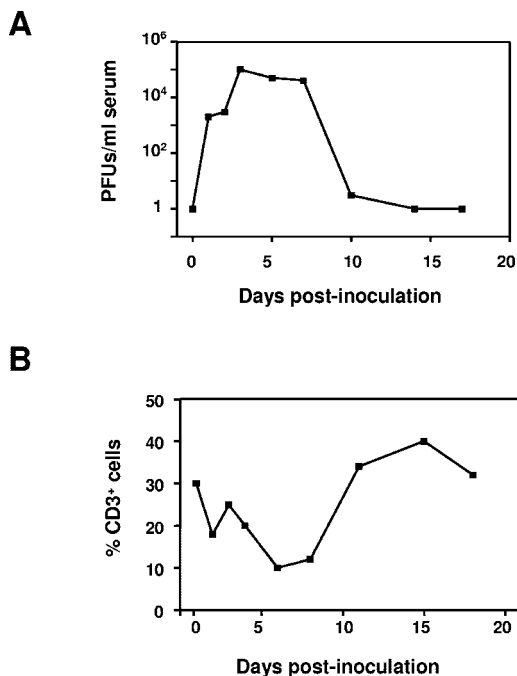 A
PFUs/ml serum
10⁶
10⁴
10²
1
0 5 10 15 20
Days post-inoculation
B
% CD3⁺ cells
50
40
30
20
10
0
0 5 10 15 20
Days post-inoculation